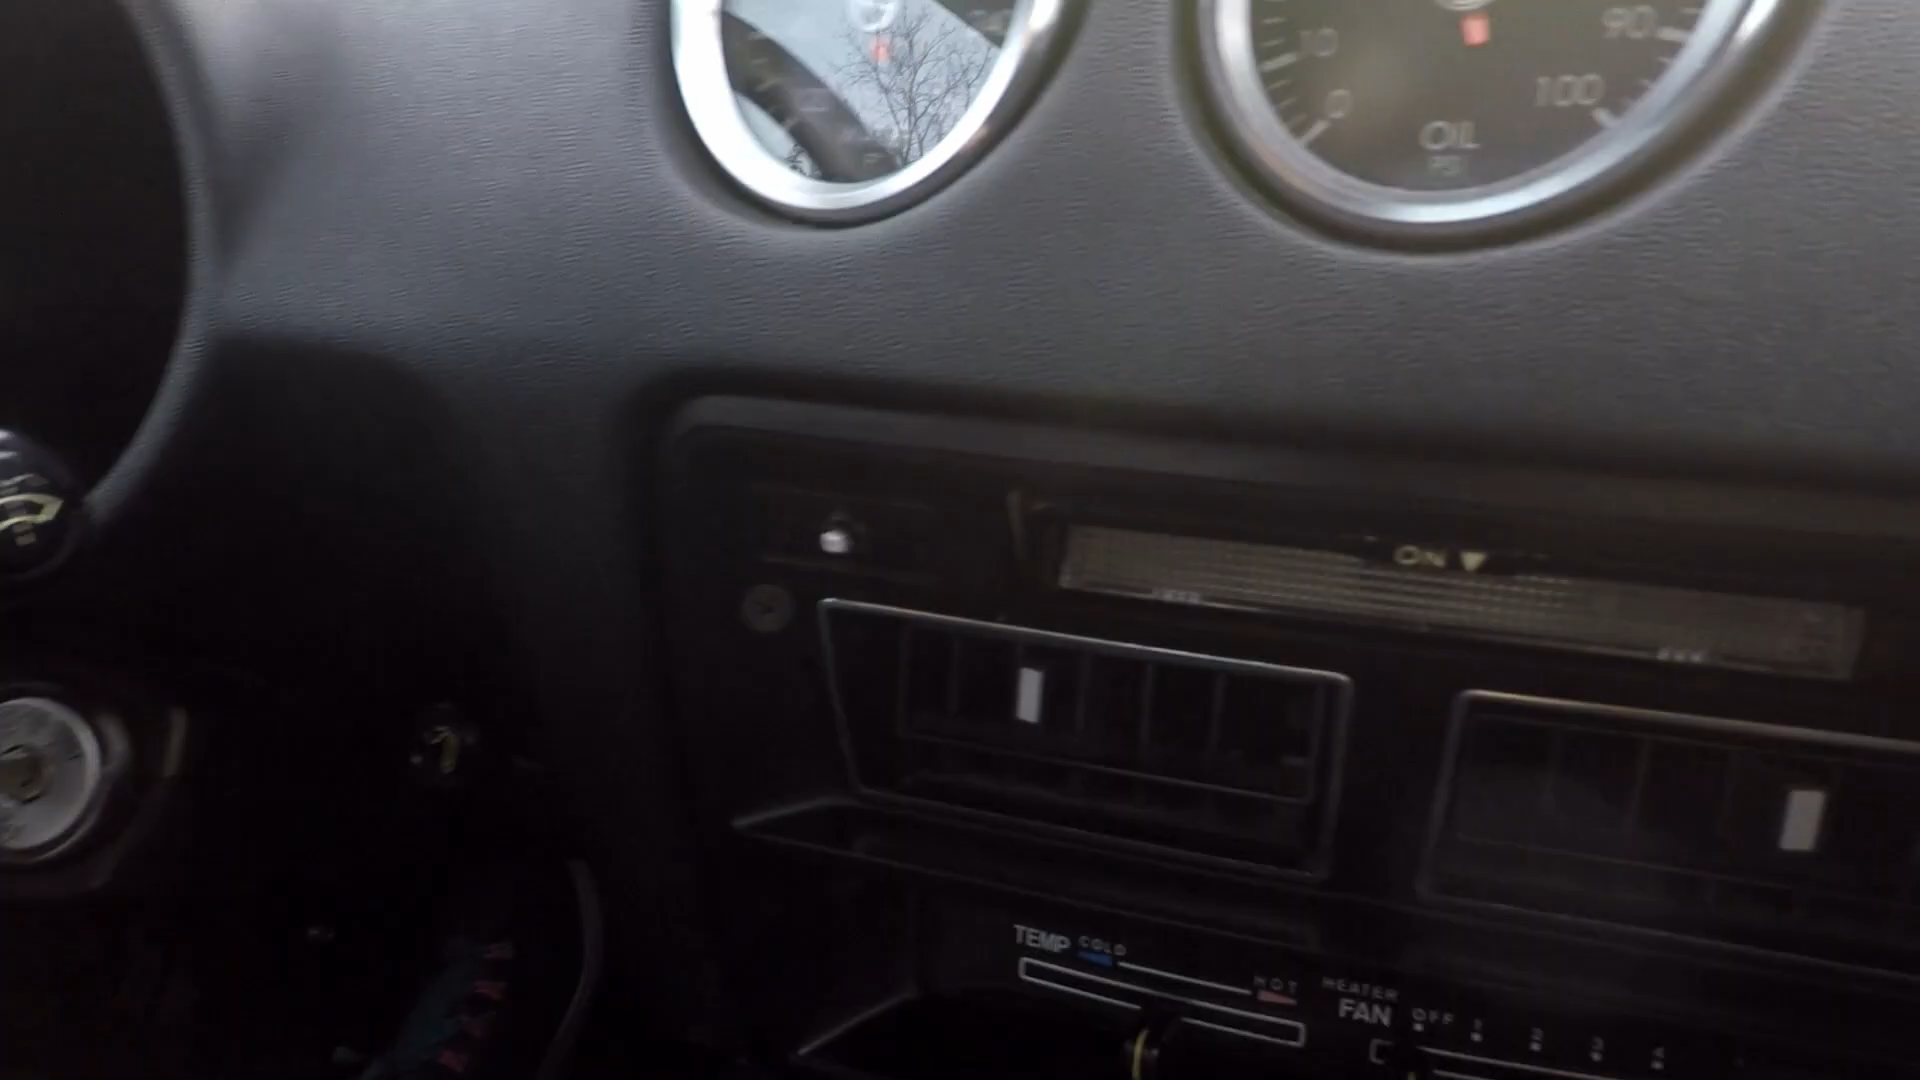 10
90
0
100
OIL
PSI
ON
TEMP COLD
HOT
HEATER
FAN OFF 1 2 3 4